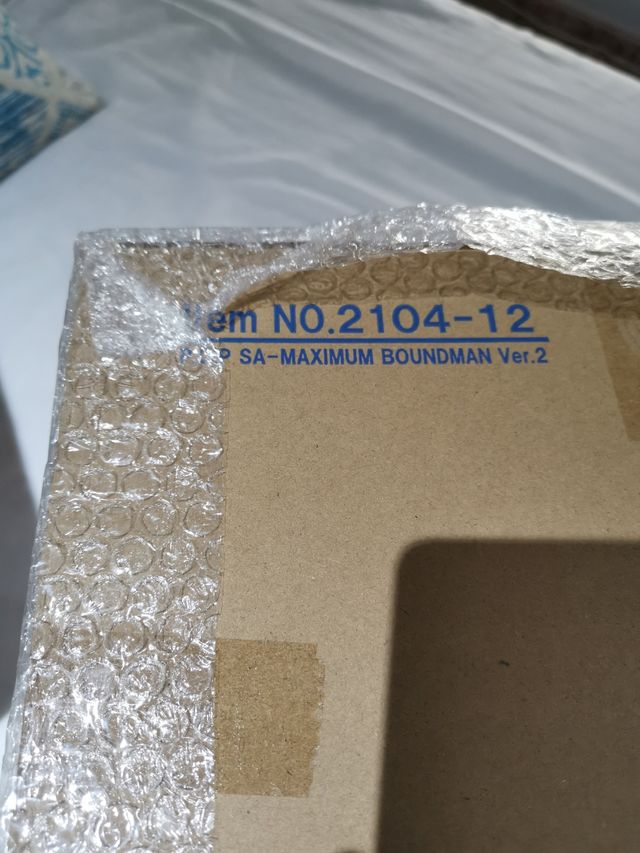 Item NO.2104-12
P.O.P SA-MAXIMUM BOUNDMAN Ver.2